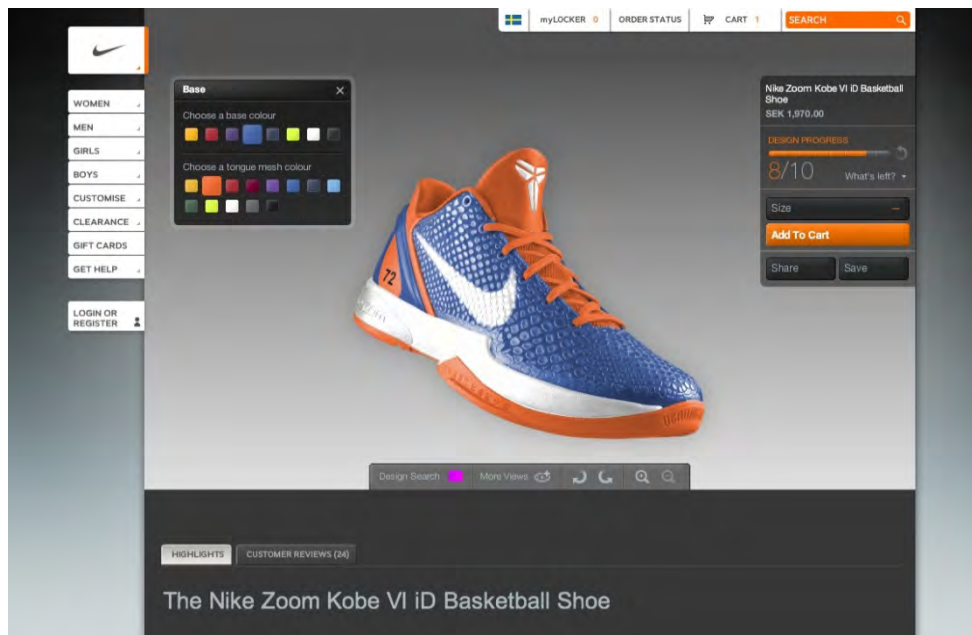 myLOCKER 0
ORDER STATUS
CART 1
SEARCH
WOMEN
MEN
GIRLS
BOYS
CUSTOMISE
CLEARANCE
GIFT CARDS
GET HELP
LOGIN OR
REGISTER
Base
Choose a base colour
Choose a tongue mesh colour
72
Nike Zoom Kobe VI iD Basketball
Shoe
SEK 1,970.00
DESIGN PROGRESS
8/10
What's left?
Size
Add To Cart
Share
Save
Design Search
More Views
HIGHLIGHTS
CUSTOMER REVIEWS (24)
The Nike Zoom Kobe VI iD Basketball Shoe